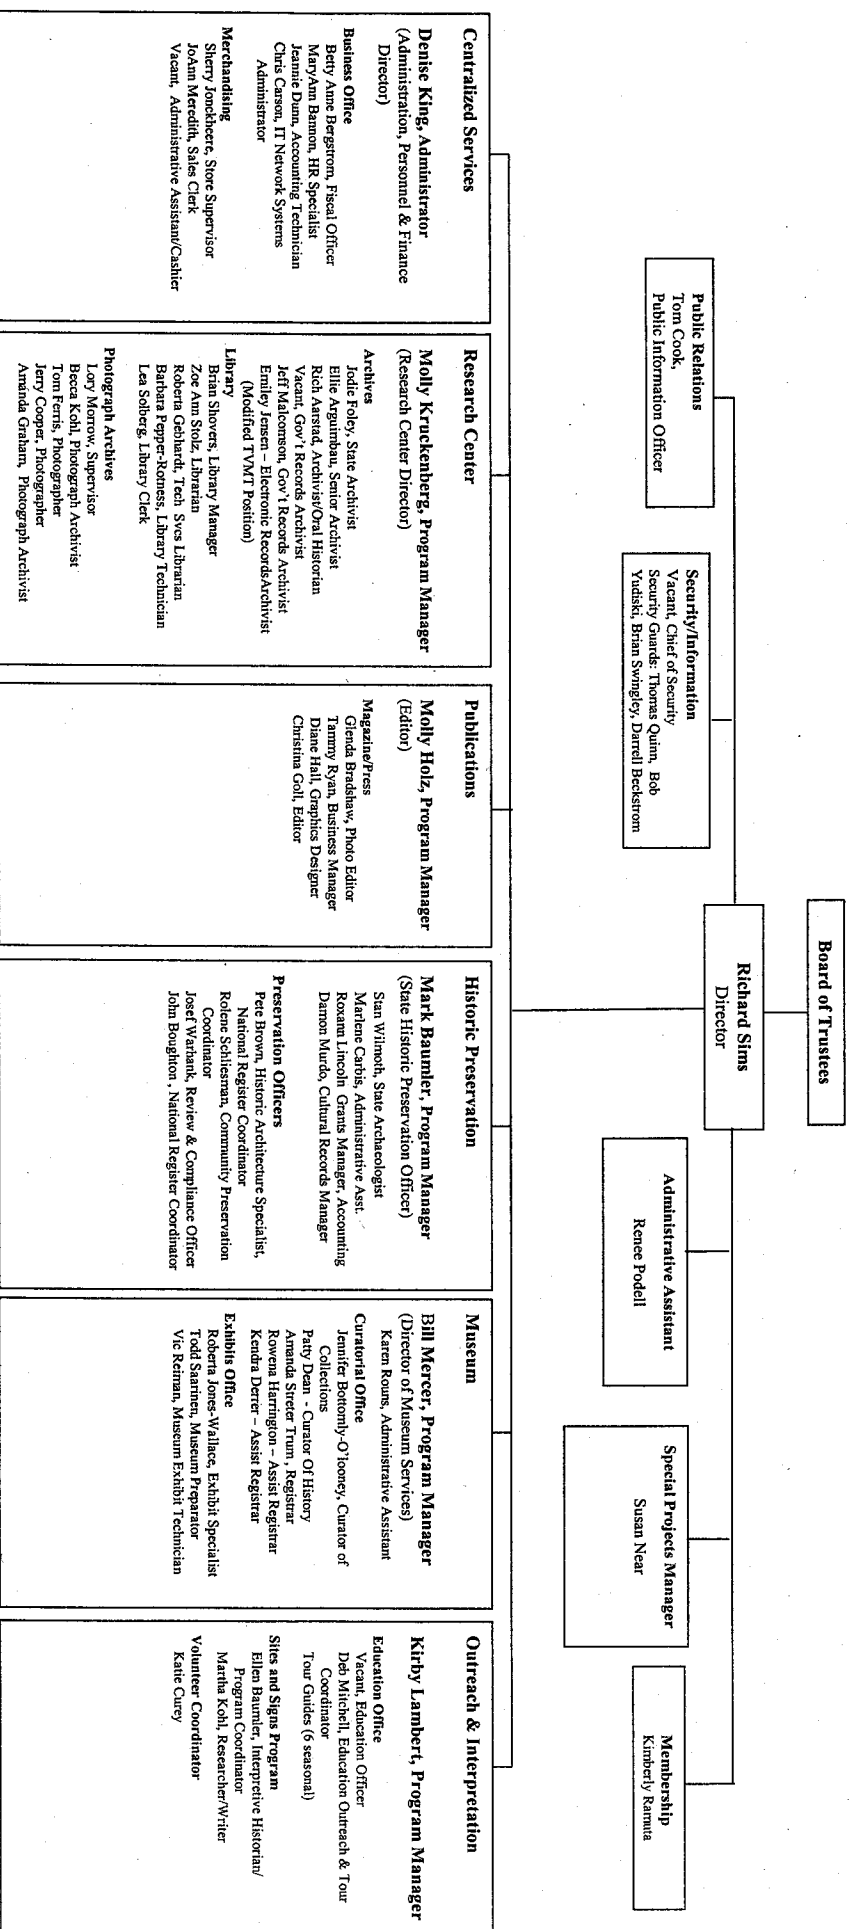 Board of Trustees
Richard Sims
Director
Public Relations
Tom Cook,
Public Information Officer
Security/Information
Vacant, Chief of Security
Security Guards: Thomas Quinn, Bob
Yudiski, Brian Swingley, Darrell Beckstrom
Administrative Assistant
Renee Podell
Special Projects Manager
Susan Near
Membership
Kimberly Ramuta
Centralized Services
Denise King, Administrator
(Administration, Personnel & Finance
Director)
Business Office
Betty Anne Bergstrom, Fiscal Officer
MaryAnn Bannon, HR Specialist
Jeannie Dunn, Accounting Technician
Chris Carson, IT Network Systems
Administrator
Merchandising
Sherry Jonckheere, Store Supervisor
JoAnn Meredith, Sales Clerk
Vacant, Administrative Assistant/Cashier
Research Center
Molly Kruckenberg, Program Manager
(Research Center Director)
Archives
Jodie Foley, State Archivist
Ellie Arguimbau, Senior Archivist
Rich Aarstad, Archivist/Oral Historian
Vacant, Gov't Records Archivist
Jeff Malcomson, Gov't Records Archivist
Emiley Jensen – Electronic RecordsArchivist
(Modified TVMT Position)
Library
Brian Shovers, Library Manager
Zoe Ann Stolz, Librarian
Roberta Gebhardt, Tech Svcs Librarian
Barbara Pepper-Rotness, Library Technician
Lea Solberg, Library Clerk
Photograph Archives
Lory Morrow, Supervisor
Becca Kohl, Photograph Archivist
Tom Ferris, Photographer
Jerry Cooper, Photographer
Amanda Graham, Photograph Archivist
Publications
Molly Holz, Program Manager
(Editor)
Magazine/Press
Glenda Bradshaw, Photo Editor
Tammy Ryan, Business Manager
Diane Hall, Graphics Designer
Christina Goll, Editor
Historic Preservation
Mark Baumler, Program Manager
(State Historic Preservation Officer)
Stan Wilmoth, State Archaeologist
Marlene Carbis, Administrative Asst.
Roxann Lincoln Grants Manager, Accounting
Damon Murdo, Cultural Records Manager
Preservation Officers
Pete Brown, Historic Architecture Specialist,
National Register Coordinator
Rolene Schliesman, Community Preservation
Coordinator
Josef Warhank, Review & Compliance Officer
John Boughton , National Register Coordinator
Museum
Bill Mercer, Program Manager
(Director of Museum Services)
Karen Rouns, Administrative Assistant
Curatorial Office
Jennifer Bottomly-O'looney, Curator of
Collections
Patty Dean - Curator Of History
Amanda Streter Trum , Registrar
Rowena Harrington – Assist Registrar
Kendra Derrer – Assist Registrar
Exhibits Office
Roberta Jones-Wallace, Exhibit Specialist
Todd Saarinen, Museum Preparator
Vic Reiman, Museum Exhibit Technician
Outreach & Interpretation
Kirby Lambert, Program Manager
Education Office
Vacant, Education Officer
Deb Mitchell, Education Outreach & Tour
Coordinator
Tour Guides (6 seasonal)
Sites and Signs Program
Ellen Baumler, Interpretive Historian/
Program Coordinator
Martha Kohl, Researcher/Writer
Volunteer Coordinator
Katie Curey